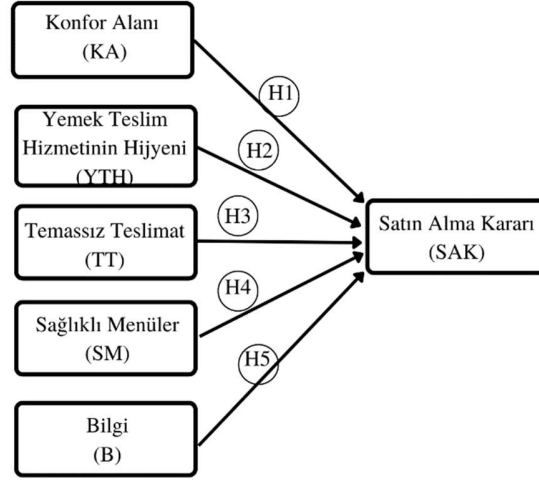 Konfor Alanı
(KA)
H1
Yemek Teslim
Hizmetinin Hijyeni
(YTH)
H2
Temassız Teslimat
(TT)
H3
Satın Alma Kararı
(SAK)
Sağlıklı Menüler
(SM)
H4
Bilgi
(B)
H5